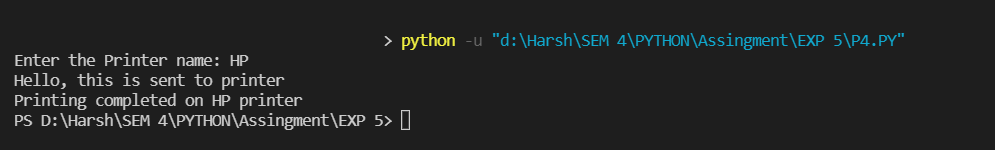 > python -u "d:\Harsh\SEM 4\PYTHON\Assingment\EXP 5\P4.PY"
Enter the Printer name: HP
Hello, this is sent to printer
Printing completed on HP printer
PS D:\Harsh\SEM 4\PYTHON\Assingment\EXP 5>